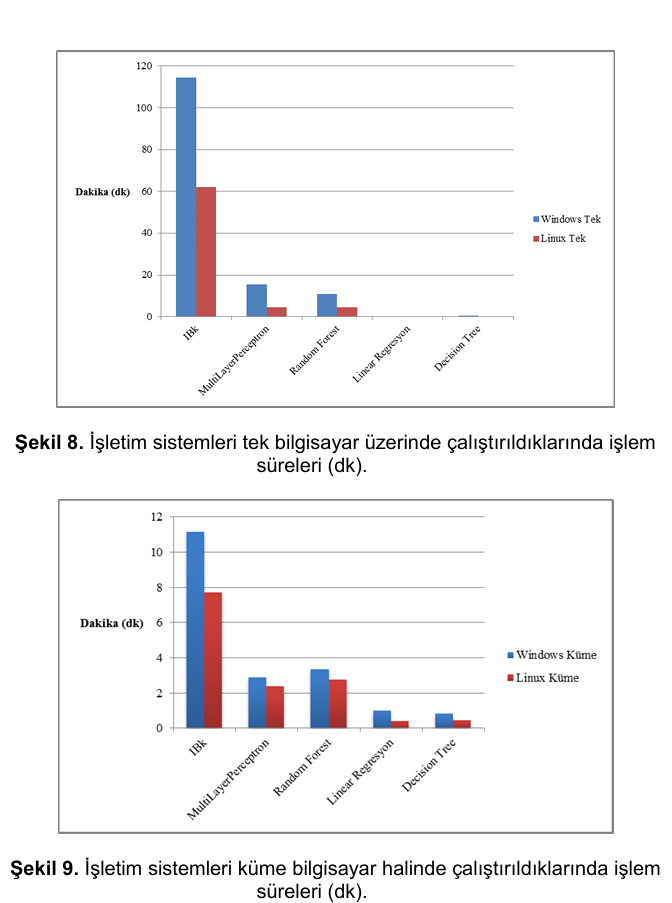 120
100
80
Dakika (dk) 60
40
20
0
Windows Tek
Linux Tek
IBk
MultiLayerPerceptron
Random Forest
Linear Regresyon
Decision Tree
Şekil 8. İşletim sistemleri tek bilgisayar üzerinde çalıştırıldıklarında işlem
süreleri (dk).
12
10
8
Dakika (dk) 6
4
2
0
Windows Küme
Linux Küme
IBk
MultiLayerPerceptron
Random Forest
Linear Regresyon
Decision Tree
Şekil 9. İşletim sistemleri küme bilgisayar halinde çalıştırıldıklarında işlem
süreleri (dk).